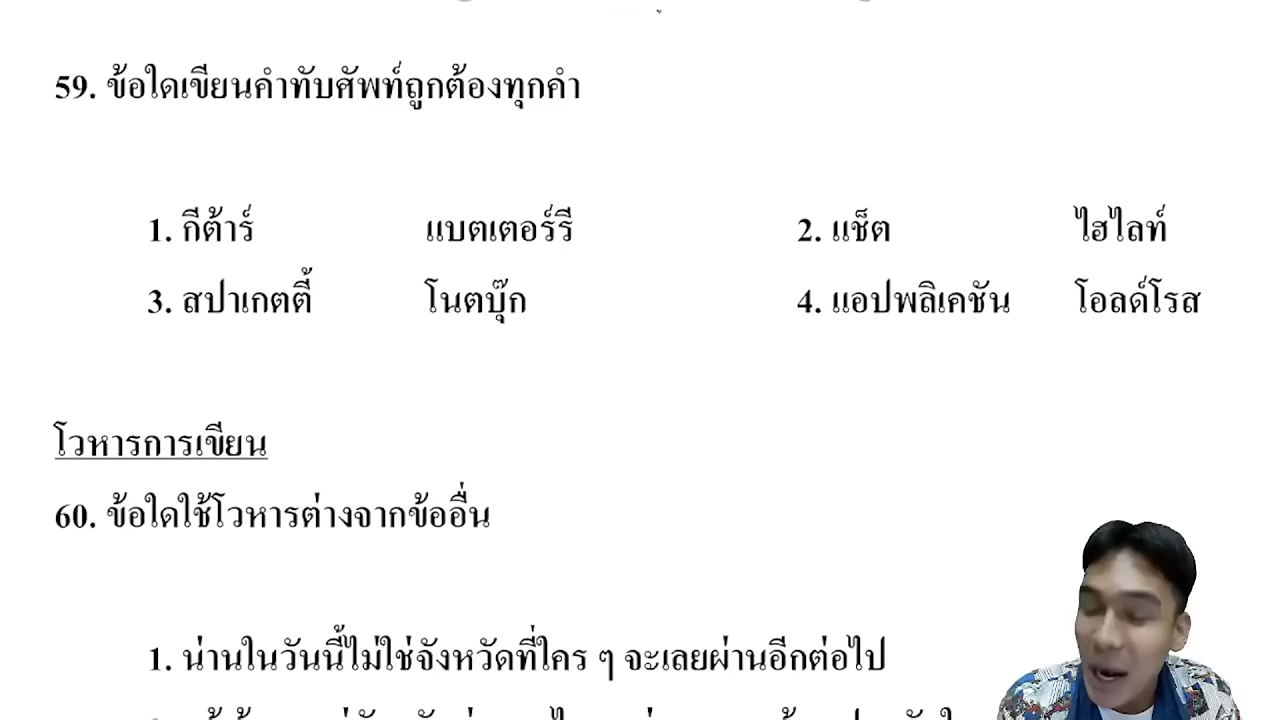 59. ข้อใดเขียนคำทับศัพท์ถูกต้องทุกคำ
1. กีต้าร์ แบตเตอร์รี 2. แช็ต ไฮไลท์
3. สปาเกตตี้ โนตบุ๊ก 4. แอปพลิเคชัน โอลด์โรส
โวหารการเขียน
60. ข้อใดใช้โวหารต่างจากข้ออื่น
1. น่านในวันนี้ไม่ใช่จังหวัดที่ใคร ๆ จะเลยผ่านอีกต่อไป